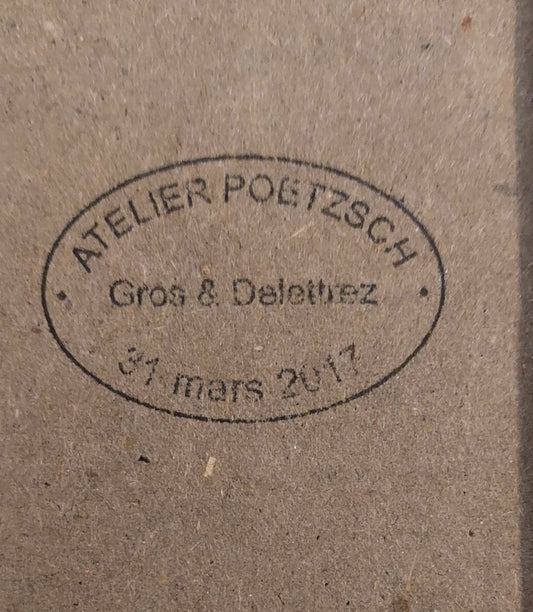 ATELIER POETZSCH
Gros & Delettrez
31 mars 2017